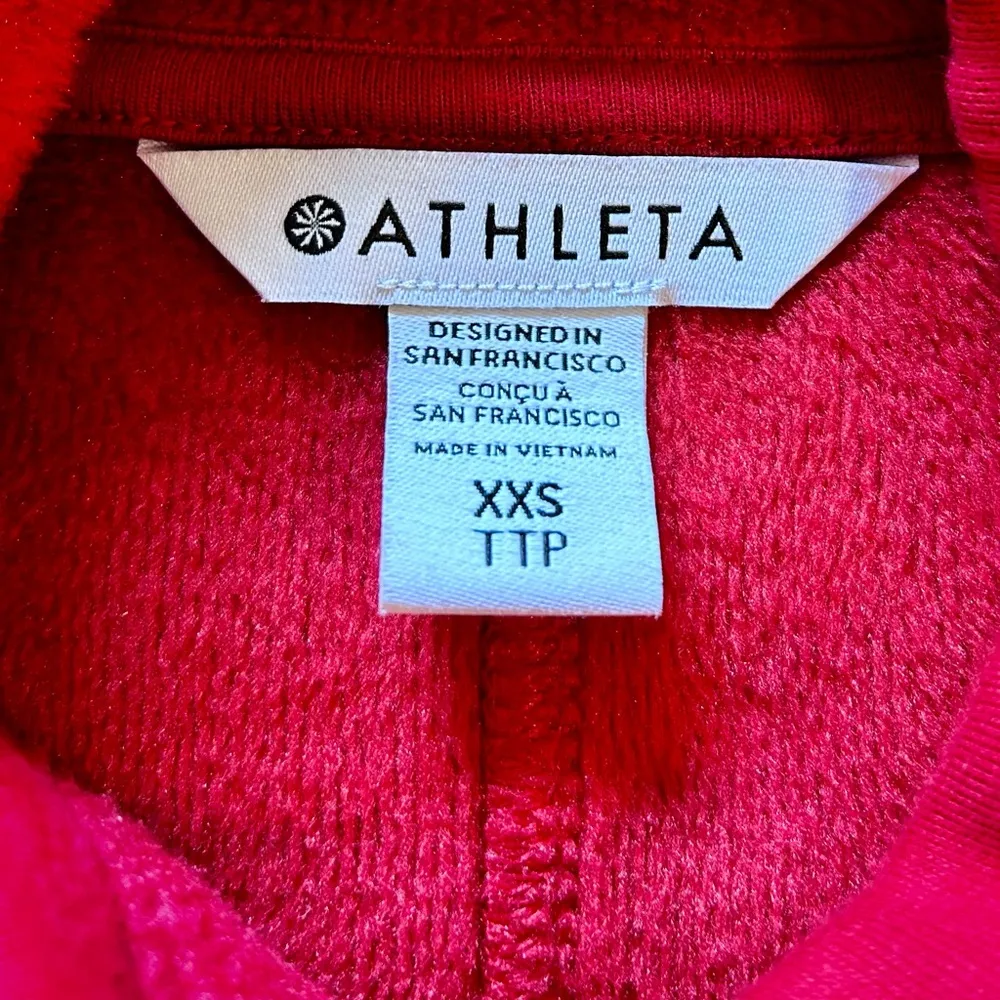 ATHLETA
DESIGNED IN
SAN FRANCISCO
CONÇU À
SAN FRANCISCO
MADE IN VIETNAM
XXS
TTP